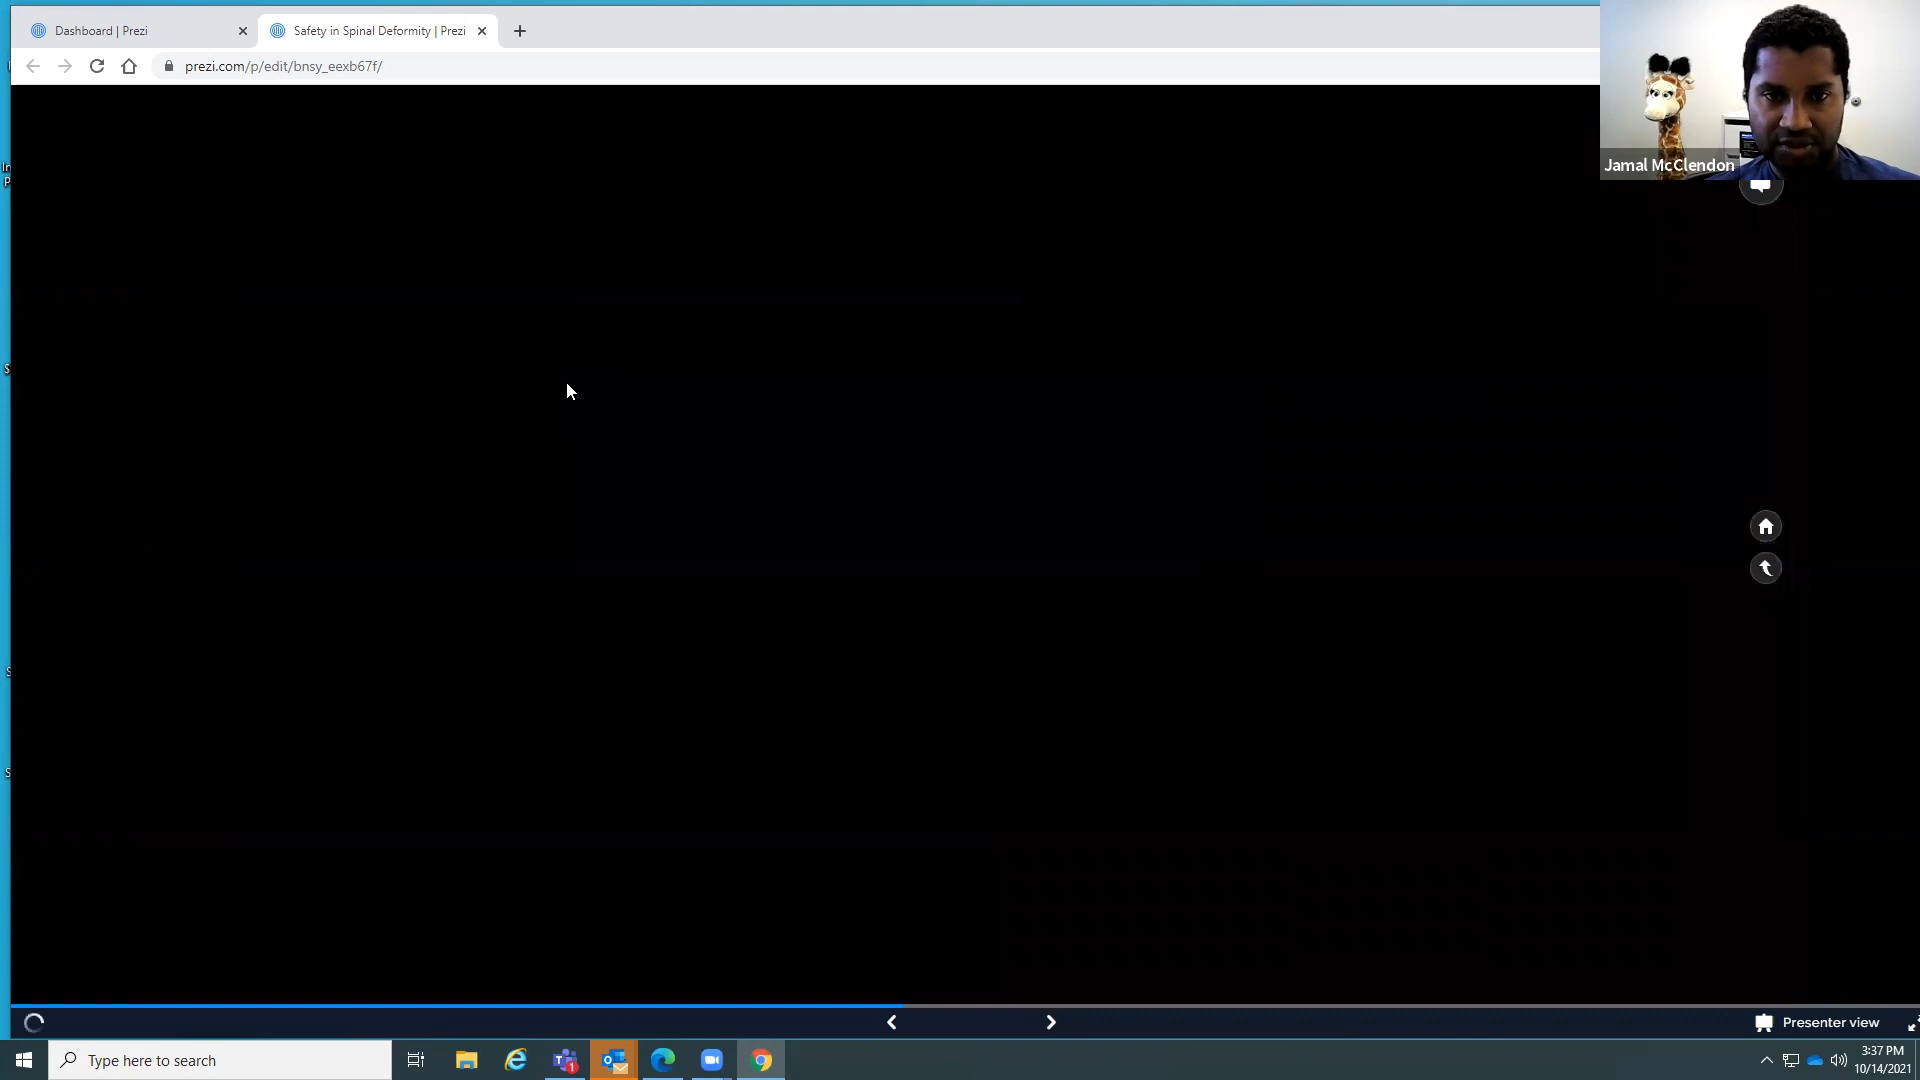 Dashboard | Prezi
Safety in Spinal Deformity | Prezi
prezi.com/p/edit/bnsy_eexb67f/
Jamal McClendon
In
P
S
S
S
Presenter view
Type here to search
3:37 PM
10/14/2021